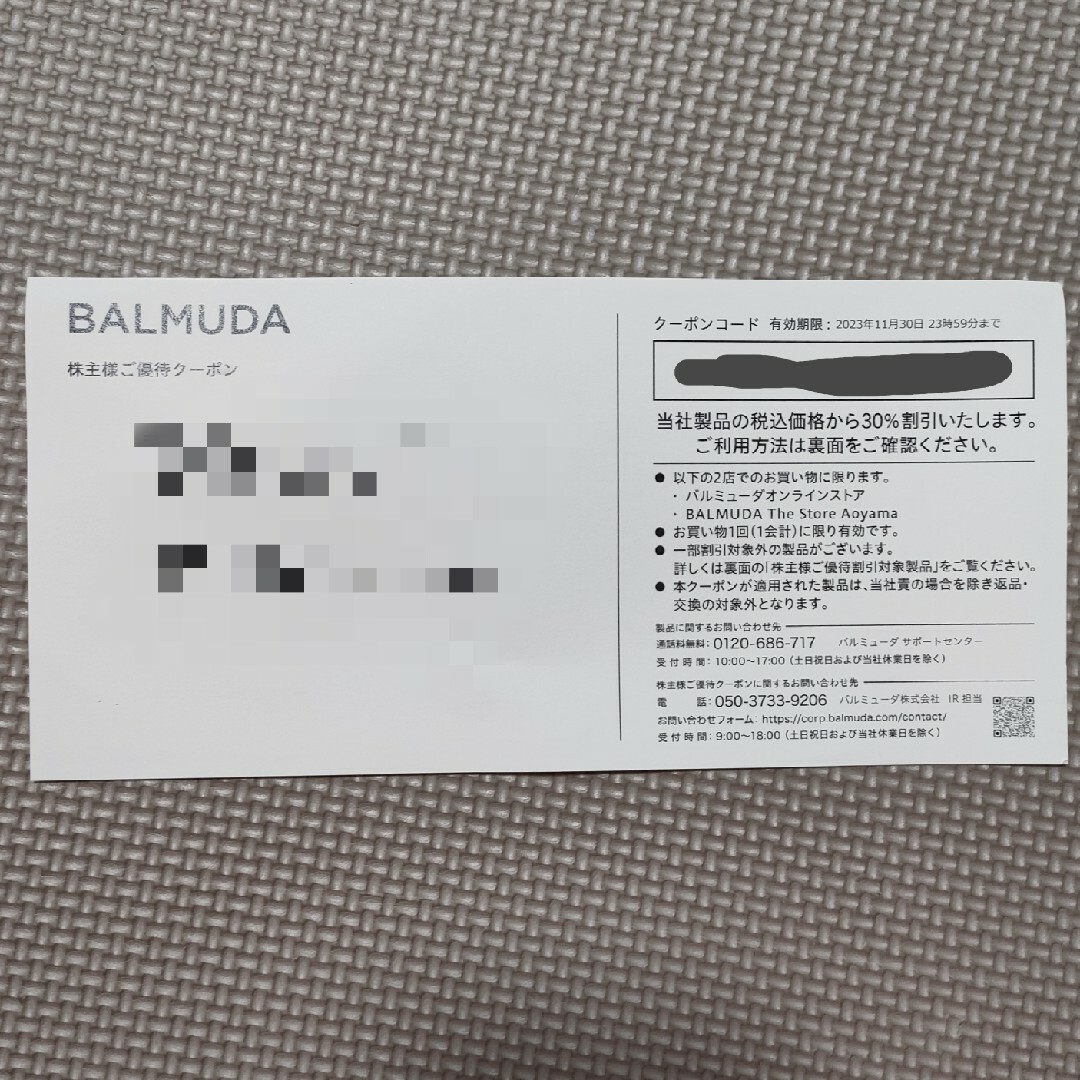 BALMUDA
株主様ご優待クーポン
クーポンコード 有効期限：2023年11月30日 23時59分まで
当社製品の税込価格から30%割引いたします。
ご利用方法は裏面をご確認ください。
● 以下の2店でのお買い物に限ります。
・バルミューダオンラインストア
・BALMUDA The Store Aoyama
● お買い物1回(1会計)に限り有効です。
● 一部割引対象外の製品がございます。
詳しくは裏面の「株主様ご優待割引対象製品」をご覧ください。
● 本クーポンが適用された製品は、当社責の場合を除き返品・
交換の対象外となります。
製品に関するお問い合わせ先
通話料無料：0120-686-717 バルミューダ サポートセンター
受付時間：10:00〜17:00（土日祝日および当社休業日を除く）
株主様ご優待クーポンに関するお問い合わせ先
電話：050-3733-9206 バルミューダ株式会社 IR担当
お問い合わせフォーム：https://corp.balmuda.com/contact/
受付時間：9:00〜18:00（土日祝日および当社休業日を除く）